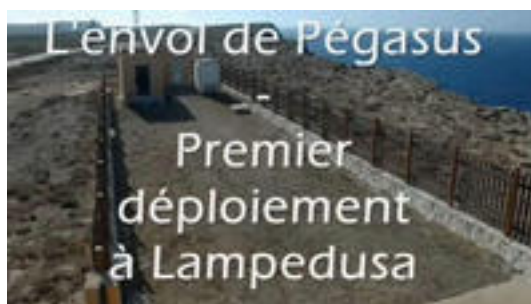 L'envol de Pégasus
-
Premier
déploiement
à Lampedusa